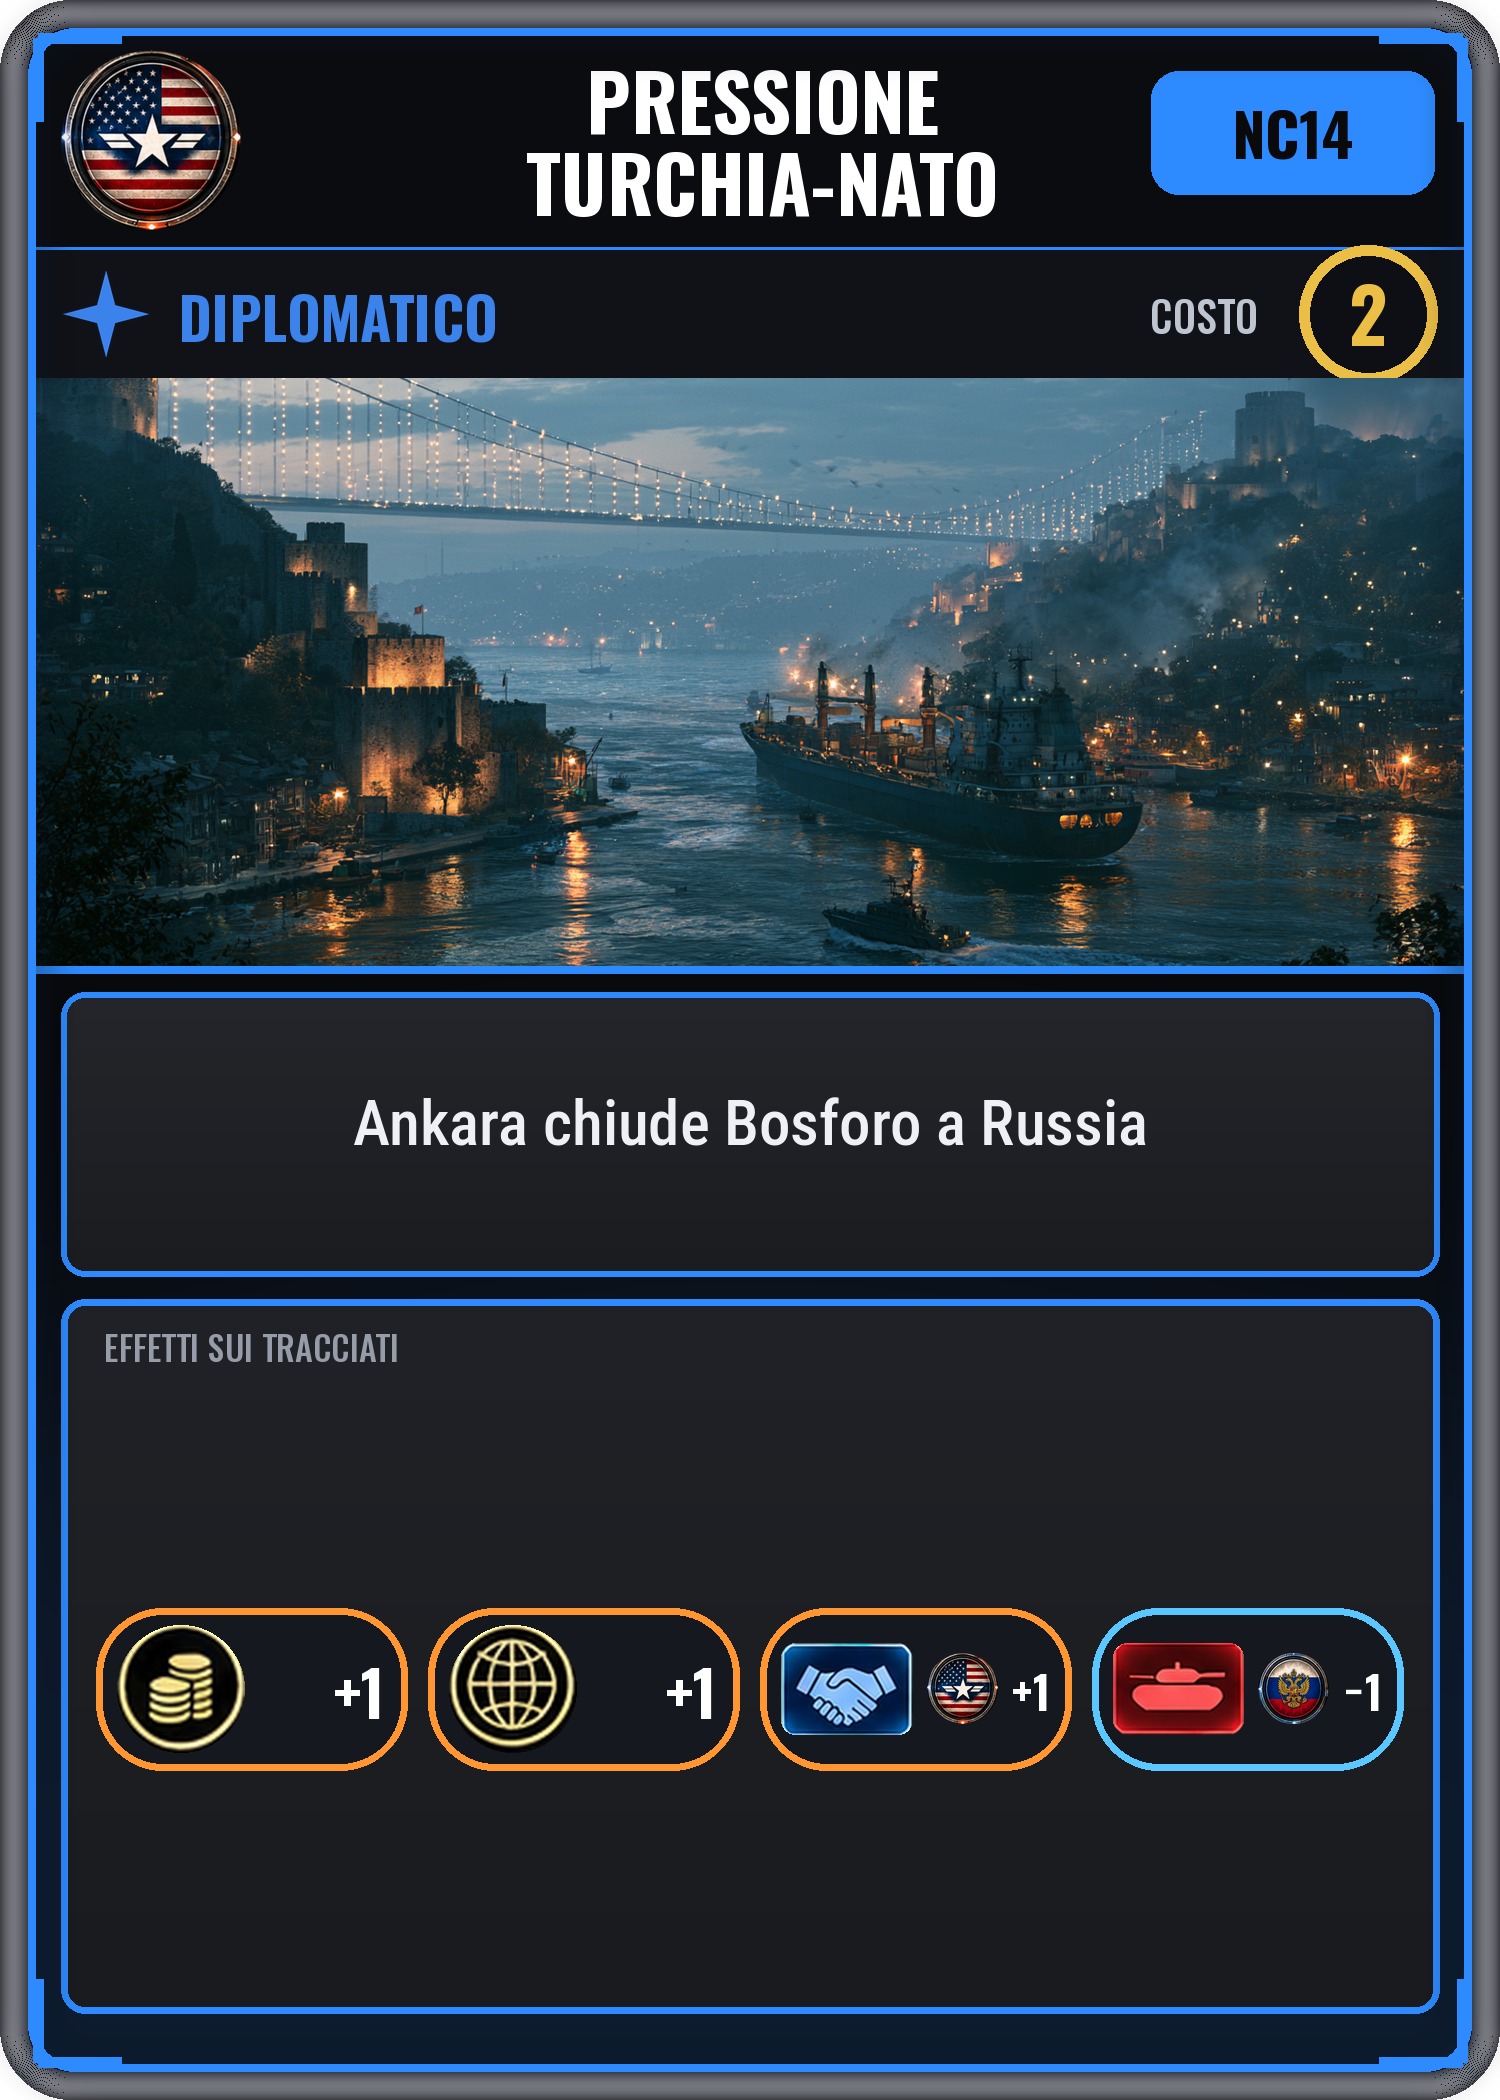 PRESSIONE
TURCHIA-NATO
NC14
DIPLOMATICO
COSTO
2
Ankara chiude Bosforo a Russia
EFFETTI SUI TRACCIATI
+1
+1
+1
-1